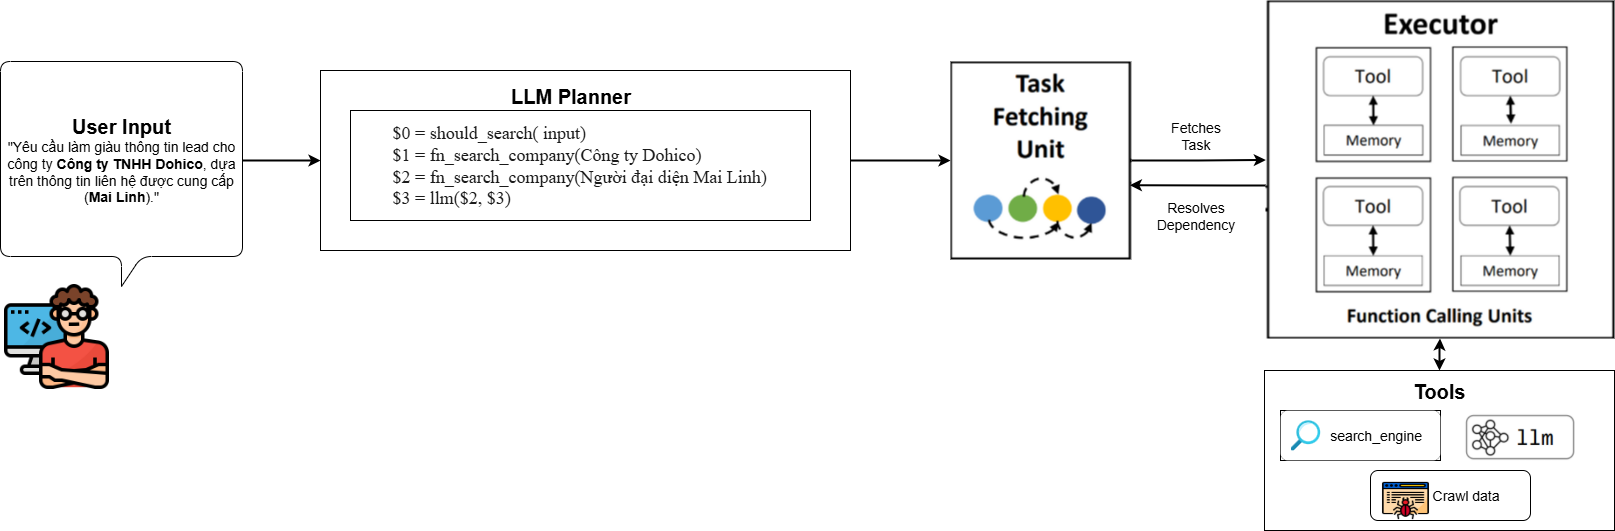 User Input
"Yêu cầu làm giàu thông tin lead cho
công ty Công ty TNHH Dohico, dựa
trên thông tin liên hệ được cung cấp
(Mai Linh)."
LLM Planner
$0 = should_search( input)
$1 = fn_search_company(Công ty Dohico)
$2 = fn_search_company(Người đại diện Mai Linh)
$3 = llm($2, $3)
Task
Fetching
Unit
Fetches
Task
Resolves
Dependency
Executor
Tool
Memory
Tool
Memory
Tool
Memory
Tool
Memory
Function Calling Units
Tools
search_engine
llm
Crawl data